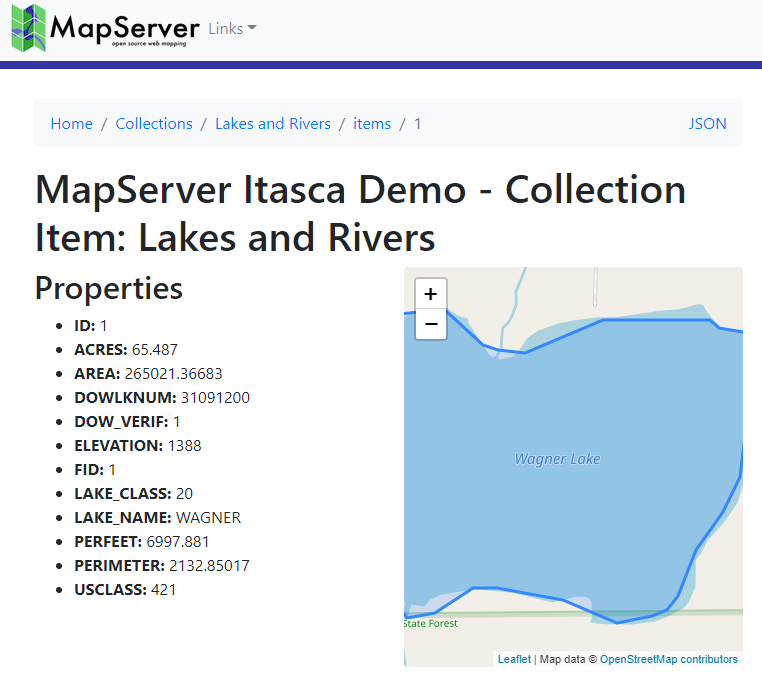 MapServer Links
open source web mapping
Home / Collections / Lakes and Rivers / items / 1 JSON
MapServer Itasca Demo - Collection
Item: Lakes and Rivers
Properties
ID: 1
ACRES: 65.487
AREA: 265021.36683
DOWLKNUM: 31091200
DOW_VERIF: 1
ELEVATION: 1388
FID: 1
LAKE_CLASS: 20
LAKE_NAME: WAGNER
PERFEET: 6997.881
PERIMETER: 2132.85017
USCLASS: 421
+
−
Wagner Lake
State Forest
Leaflet | Map data © OpenStreetMap contributors